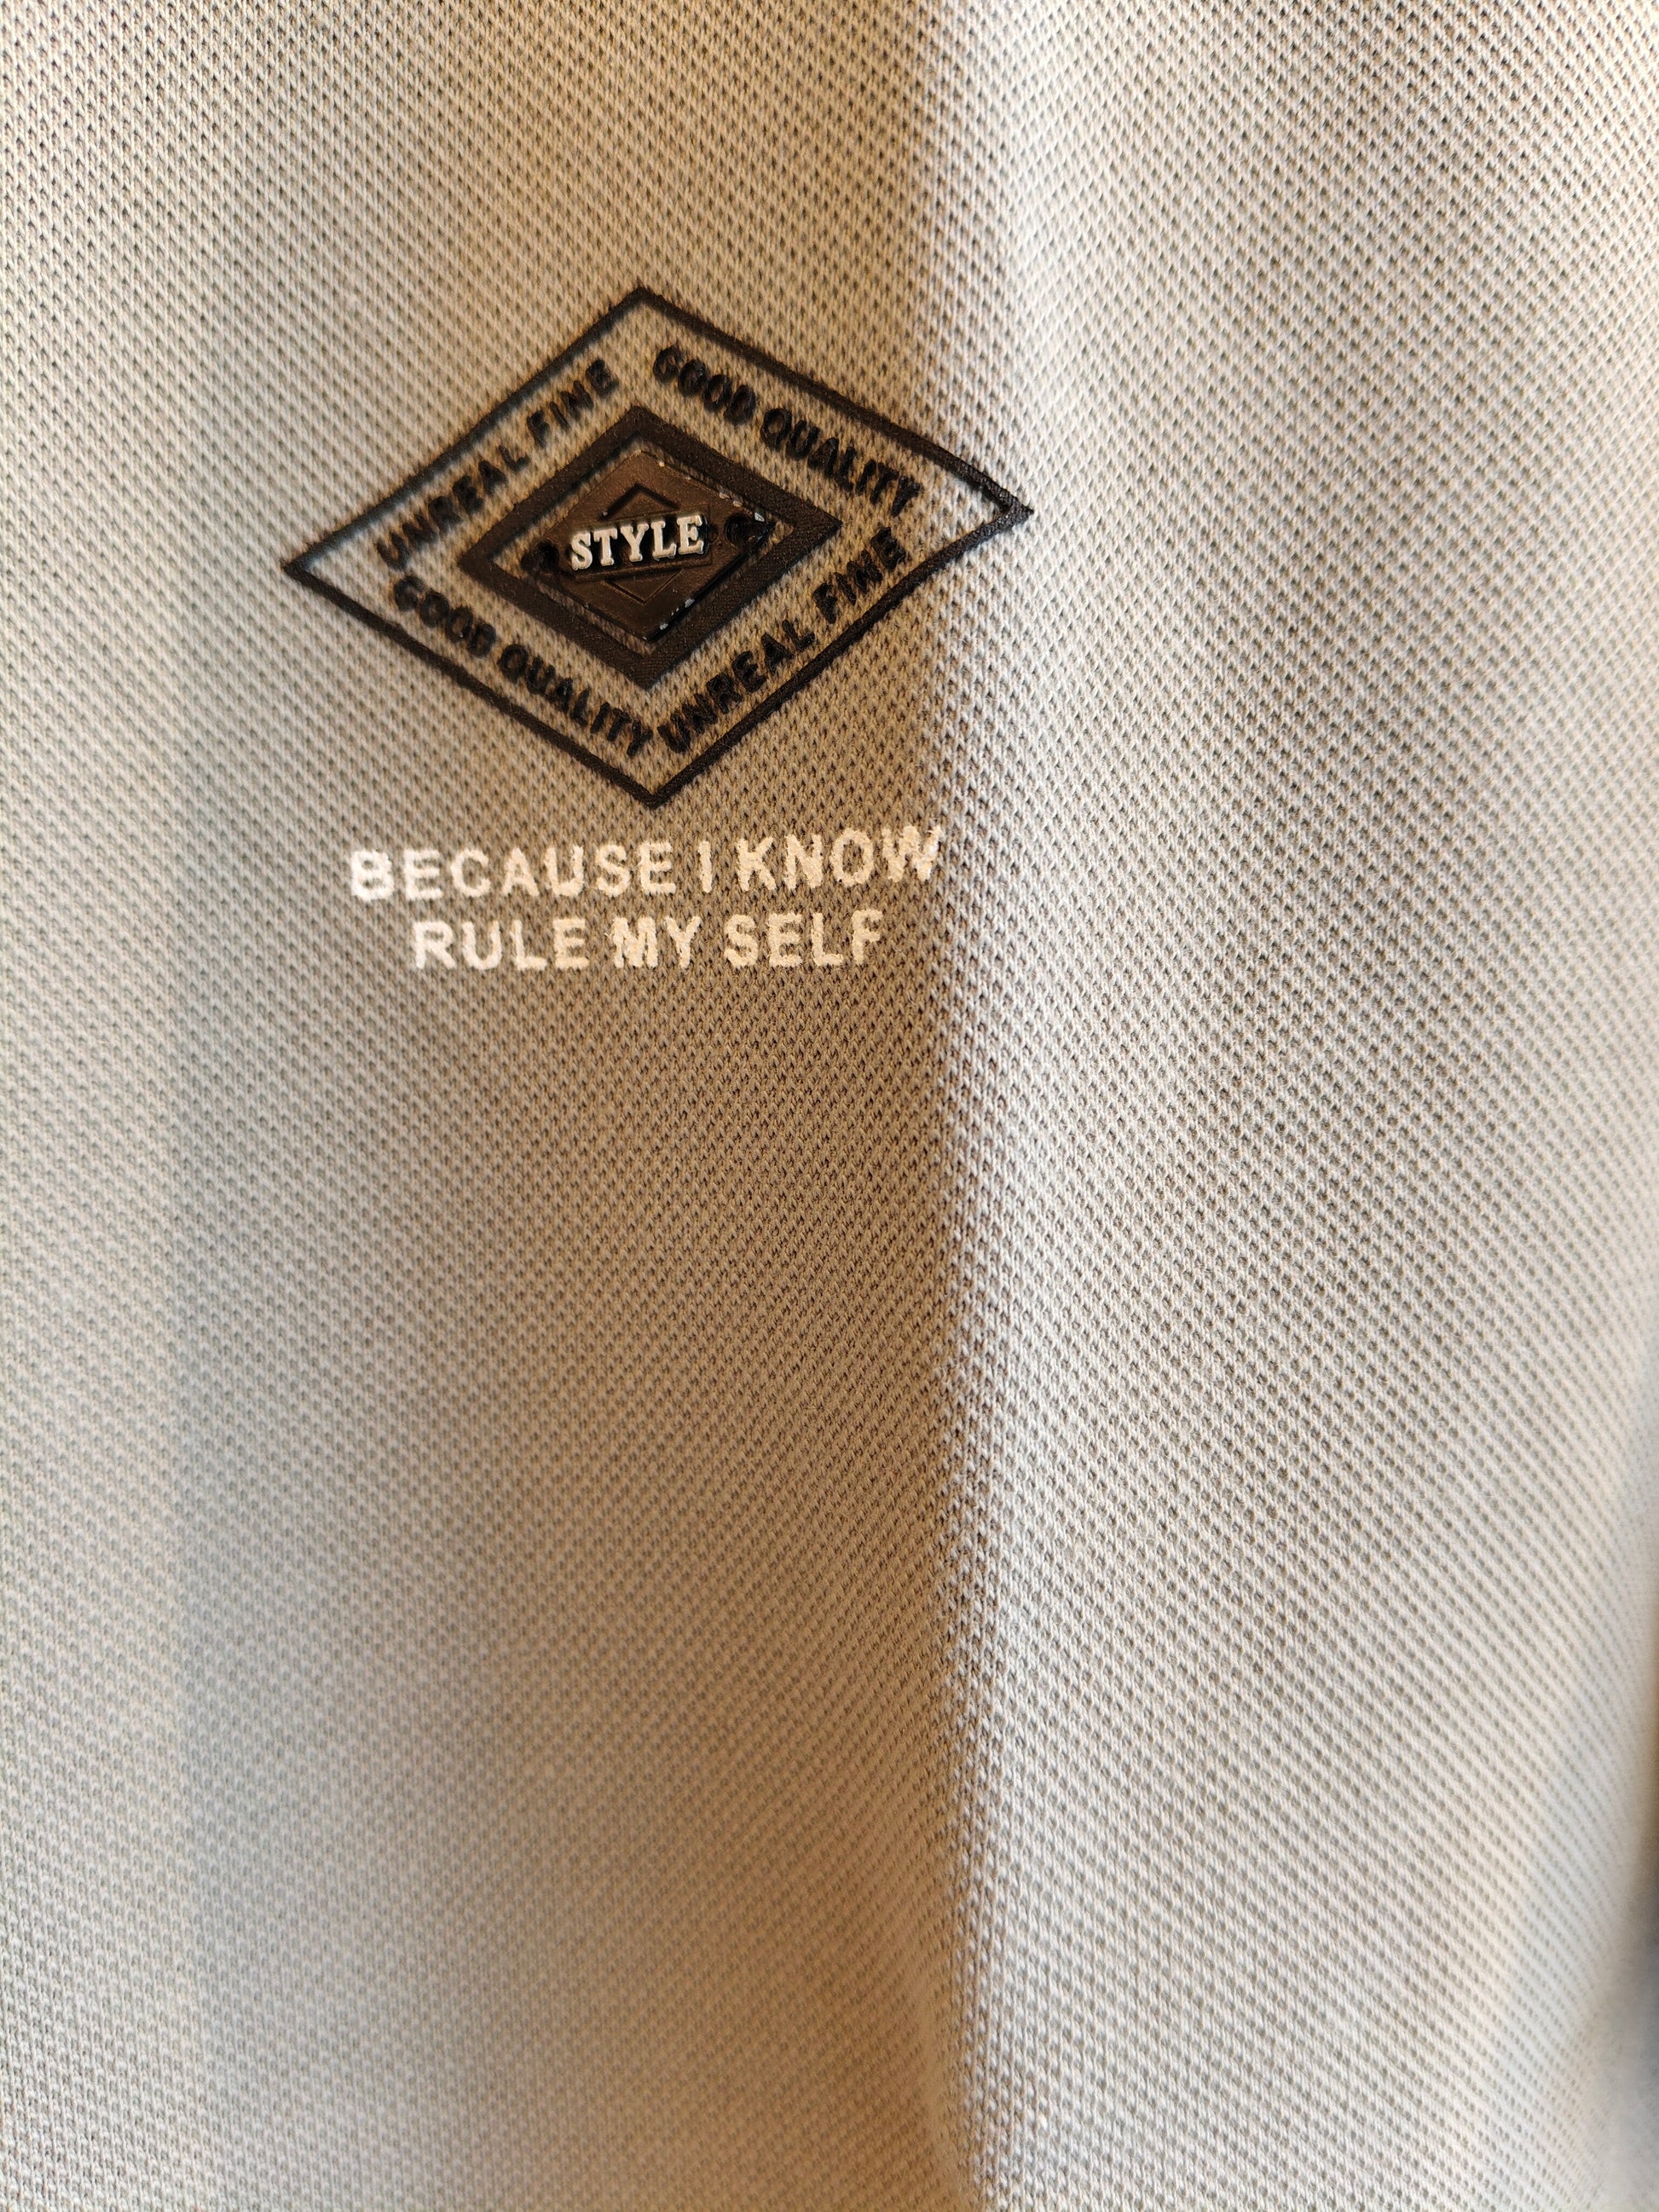 UNREAL FINE
GOOD QUALITY
STYLE
GOOD QUALITY
UNREAL FINE
BECAUSE I KNOW
RULE MY SELF